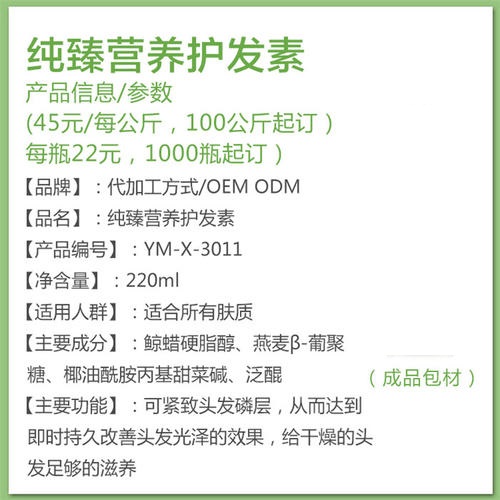 纯臻营养护发素
产品信息/参数
(45元/每公斤，100公斤起订）
每瓶22元，1000瓶起订）
【品牌】：代加工方式/OEM ODM
【品名】：纯臻营养护发素
【产品编号】：YM-X-3011
【净含量】：220ml
【适用人群】：适合所有肤质
【主要成分】：鲸蜡硬脂醇、燕麦β-葡聚
糖、椰油酰胺丙基甜菜碱、泛醌
（成品包材）
【主要功能】：可紧致头发磷层，从而达到
即时持久改善头发光泽的效果，给干燥的头
发足够的滋养